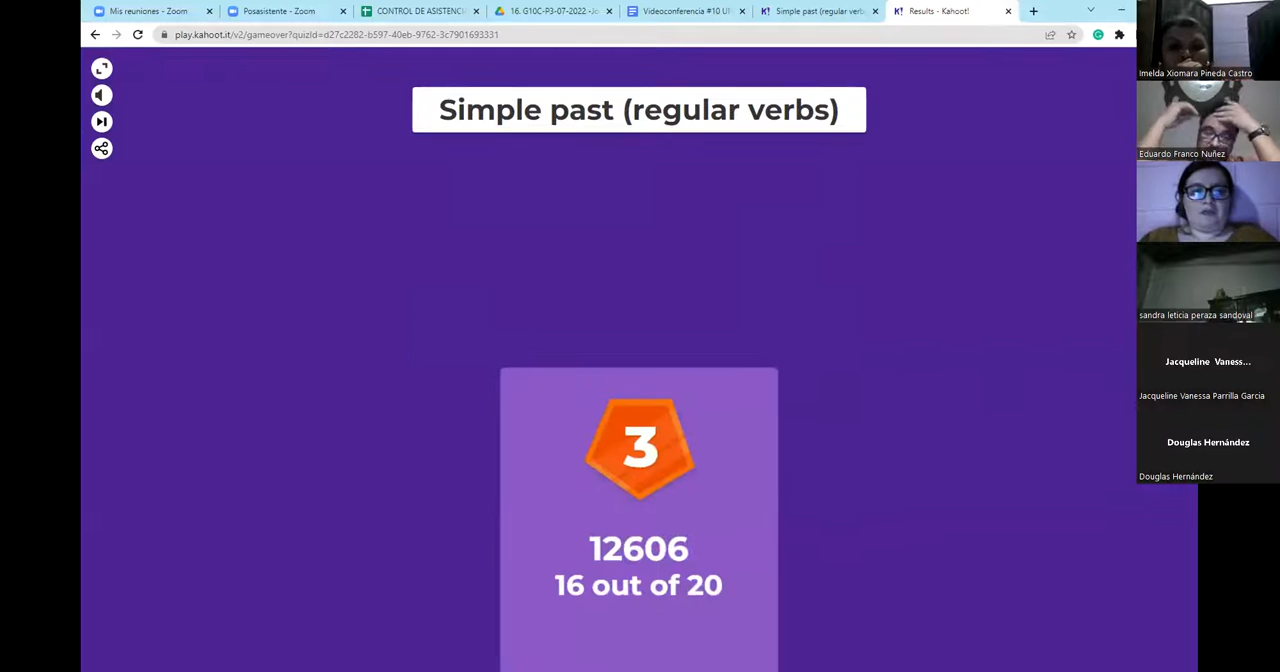 Mis reuniones - Zoom
Posasistente - Zoom
CONTROL DE ASISTENCI
16. G10C-P3-07-2022 -Jo
Videoconferencia #10 U
K! Simple past (regular verb
K! Results - Kahoot!
play.kahoot.it/v2/gameover?quizId=d27c2282-b597-40eb-9762-3c7901693331
Simple past (regular verbs)
3
12606
16 out of 20
Imelda Xiomara Pineda Castro
Eduardo Franco Nuñez
sandra leticia peraza sandoval
Jacqueline Vaness...
Jacqueline Vanessa Parrilla Garcia
Douglas Hernández
Douglas Hernández